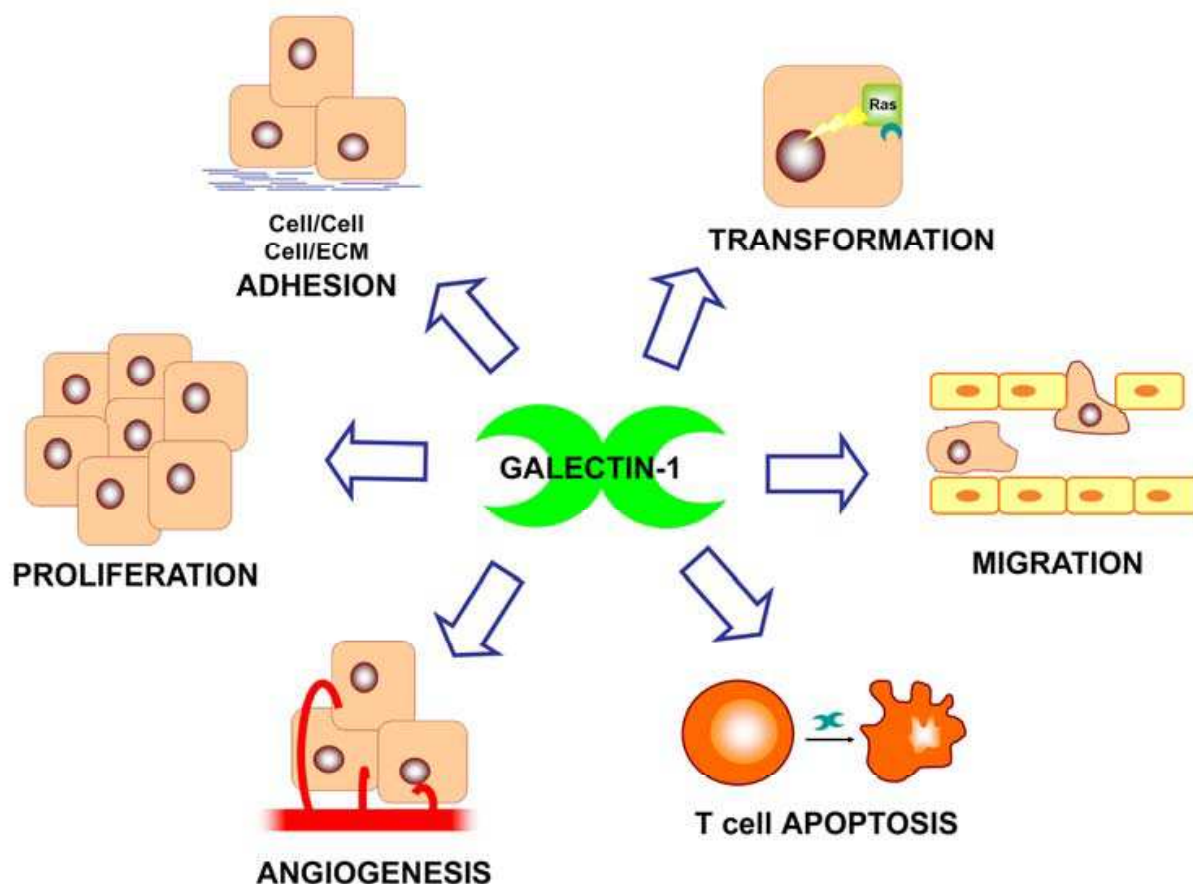 Ras
Cell/Cell
Cell/ECM
ADHESION
TRANSFORMATION
GALECTIN-1
PROLIFERATION
MIGRATION
T cell APOPTOSIS
ANGIOGENESIS